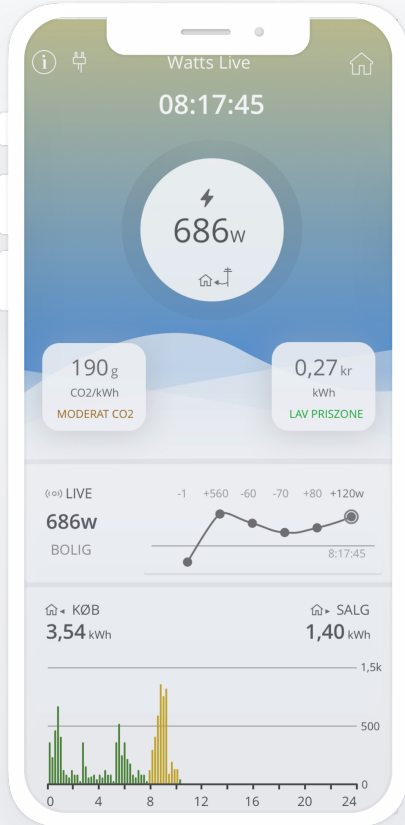 Watts Live
08:17:45
686W
190 g
CO2/kWh
MODERAT CO2
0,27 kr
kWh
LAV PRISZONE
LIVE
686w
BOLIG
-1 +560 -60 -70 +80 +120w
8:17:45
KØB
3,54 kWh
SALG
1,40 kWh
1,5k
500
0
0 4 8 12 16 20 24